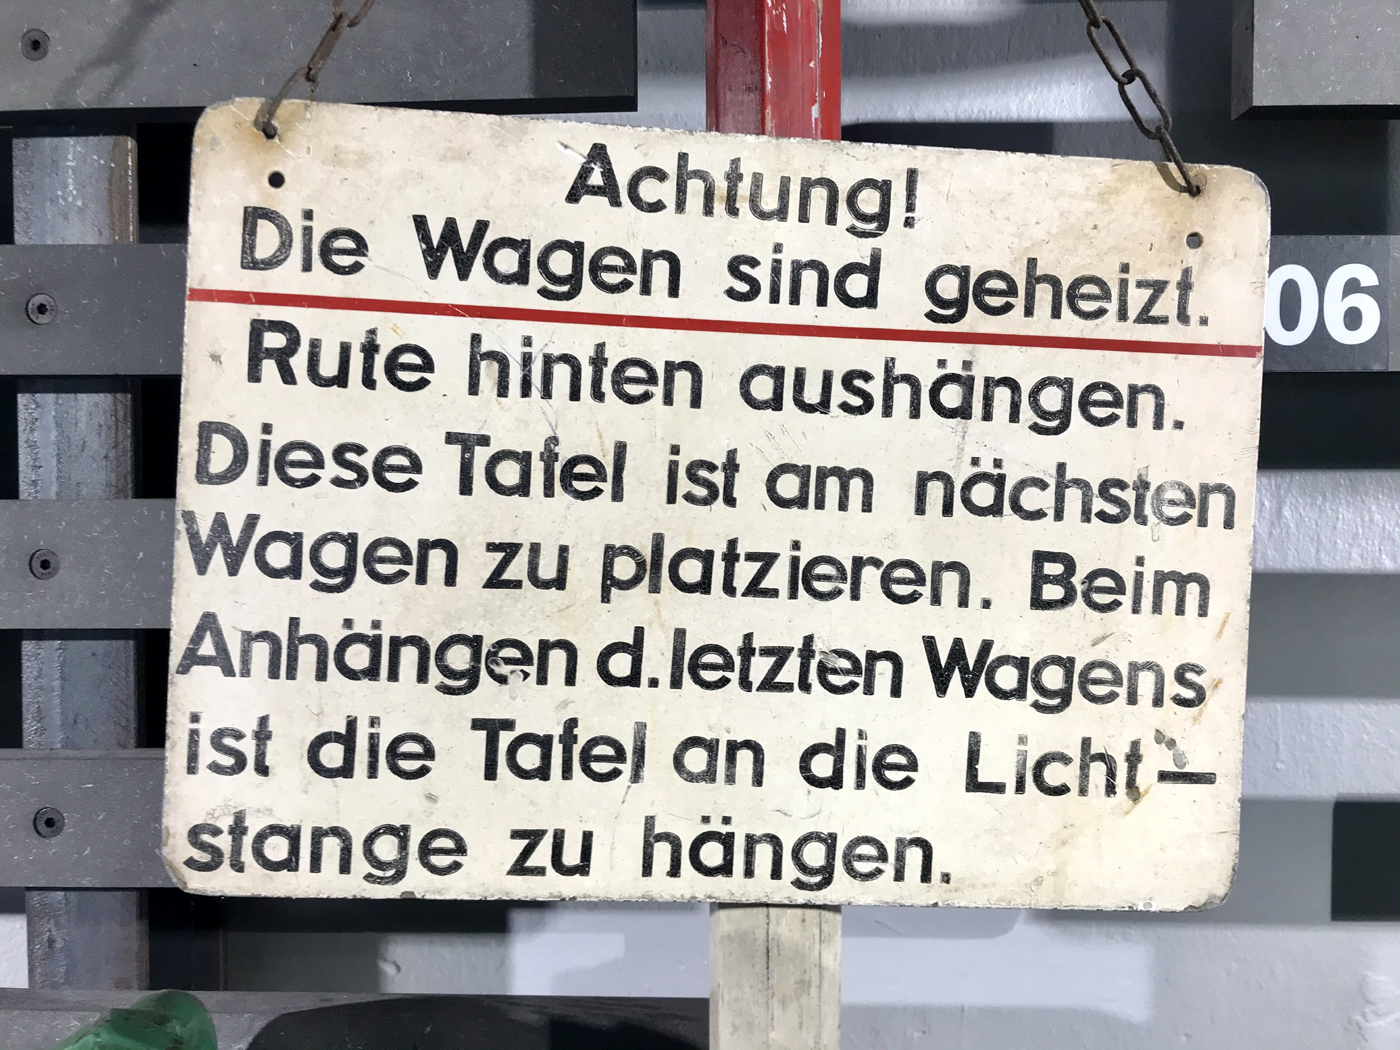 Achtung!
Die Wagen sind geheizt.
Rute hinten aushängen.
Diese Tafel ist am nächsten
Wagen zu platzieren. Beim
Anhängen d. letzten Wagens
ist die Tafel an die Licht-
stange zu hängen.
06